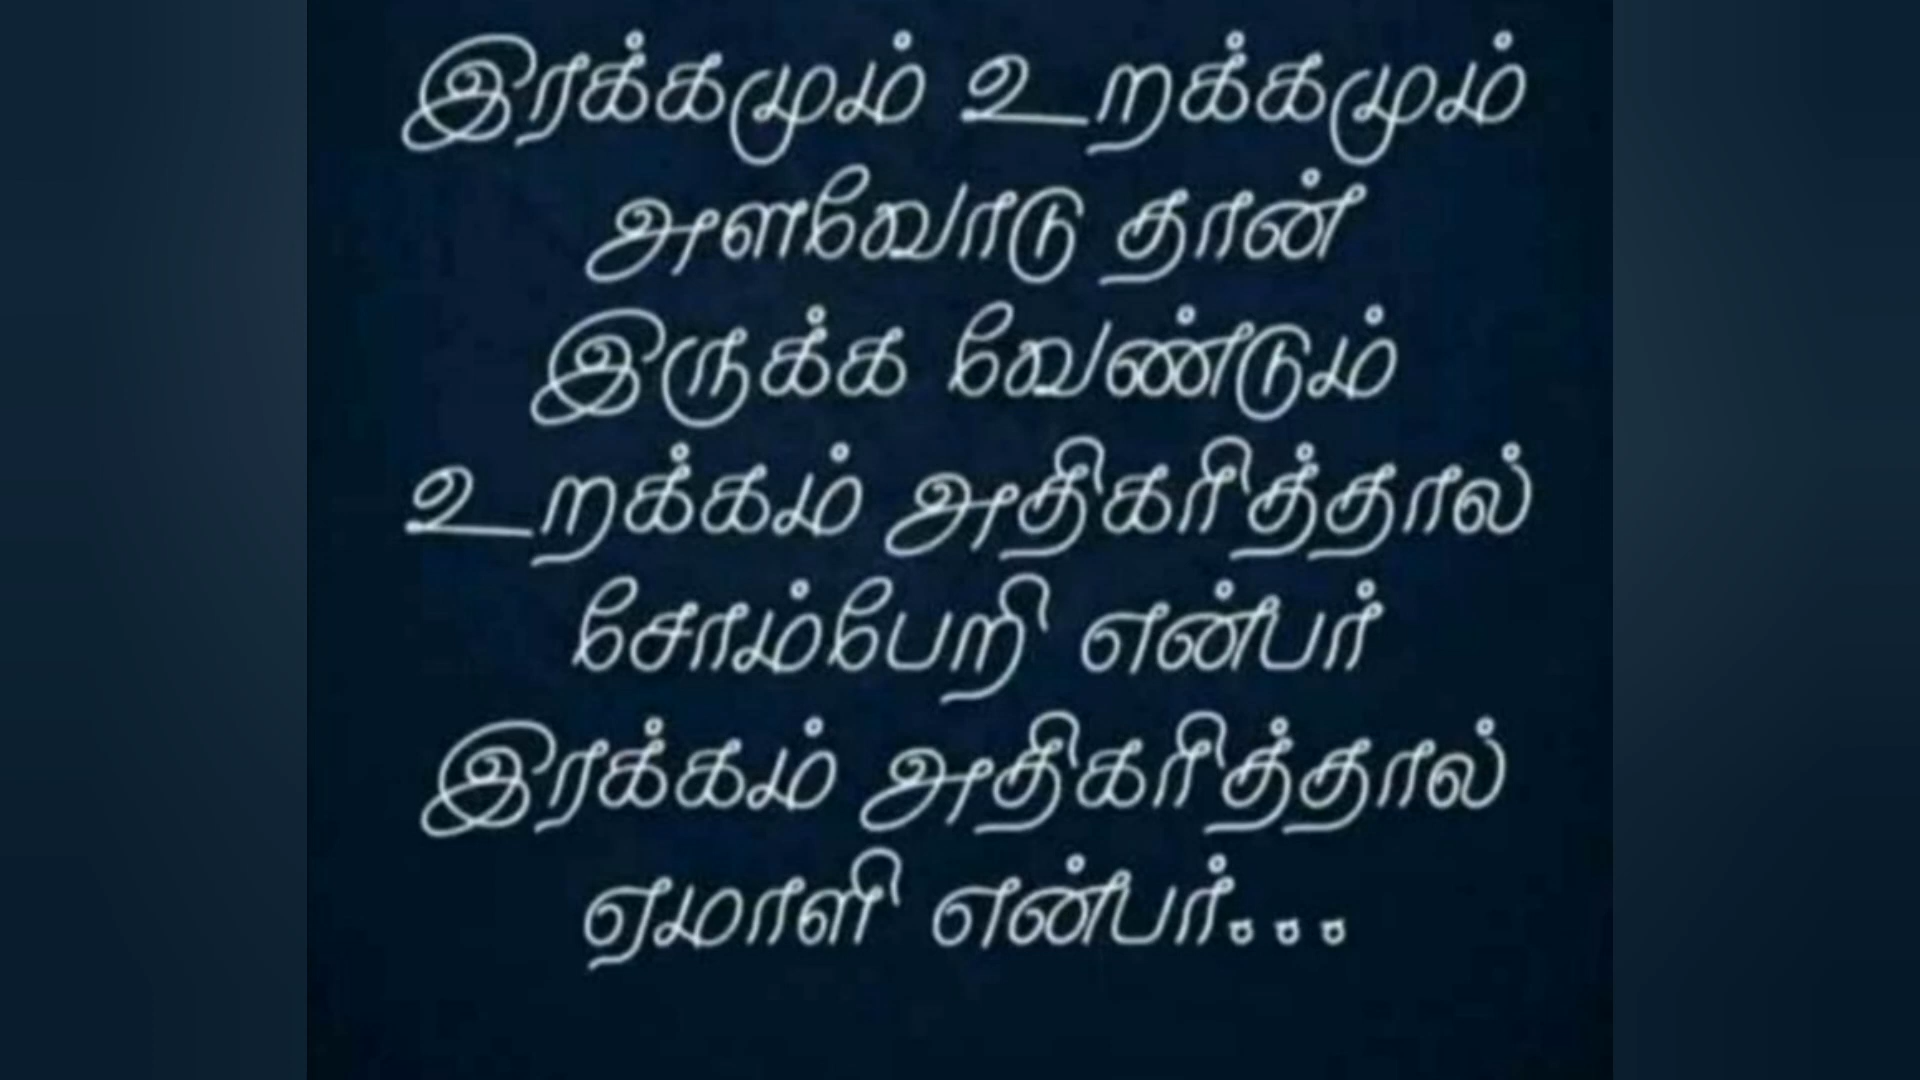 இரக்கமும் உறக்கமும்
அளவோடு தான்
இருக்க வேண்டும்
உறக்கம் அதிகரித்தால்
சோம்பேறி என்பர்
இரக்கம் அதிகரித்தால்
ஏமாளி என்பர்...